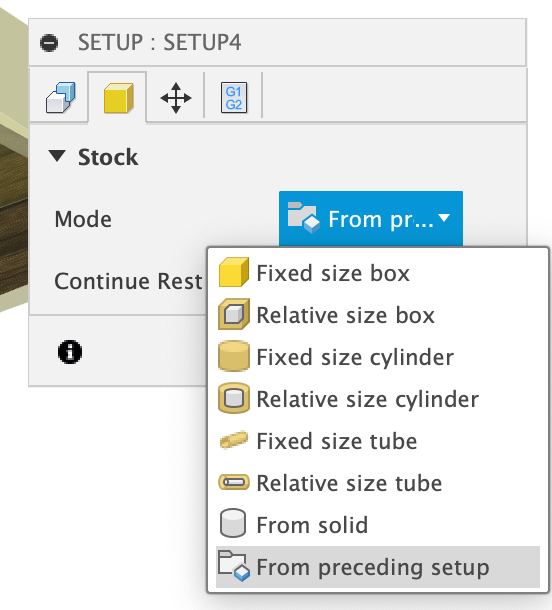 SETUP : SETUP4
G1
G2
Stock
Mode
From pr...
Continue Rest
Fixed size box
Relative size box
Fixed size cylinder
Relative size cylinder
Fixed size tube
Relative size tube
From solid
From preceding setup